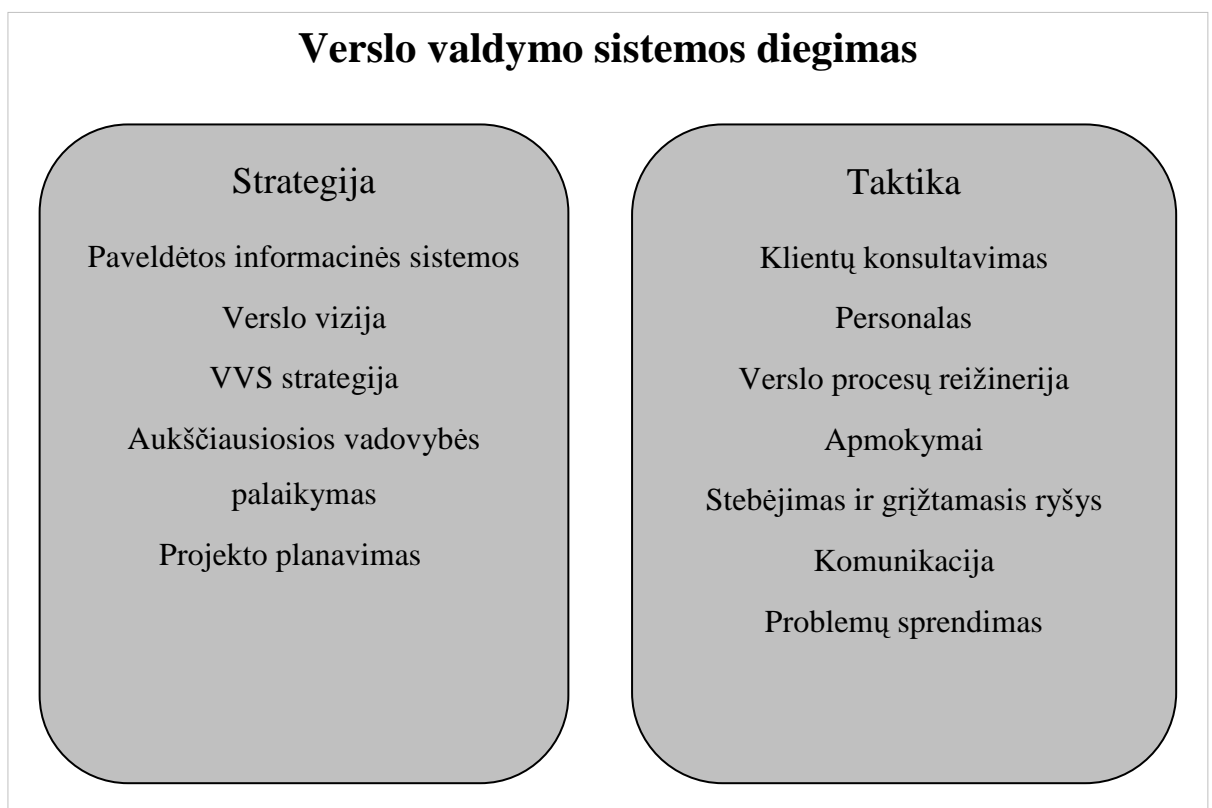 Verslo valdymo sistemos diegimas
Strategija
Paveldėtos informacinės sistemos
Verslo vizija
VVS strategija
Aukščiausiosios vadovybės
palaikymas
Projekto planavimas
Taktika
Klientų konsultavimas
Personalas
Verslo procesų reižinerija
Apmokymai
Stebėjimas ir grįžtamasis ryšys
Komunikacija
Problemų sprendimas